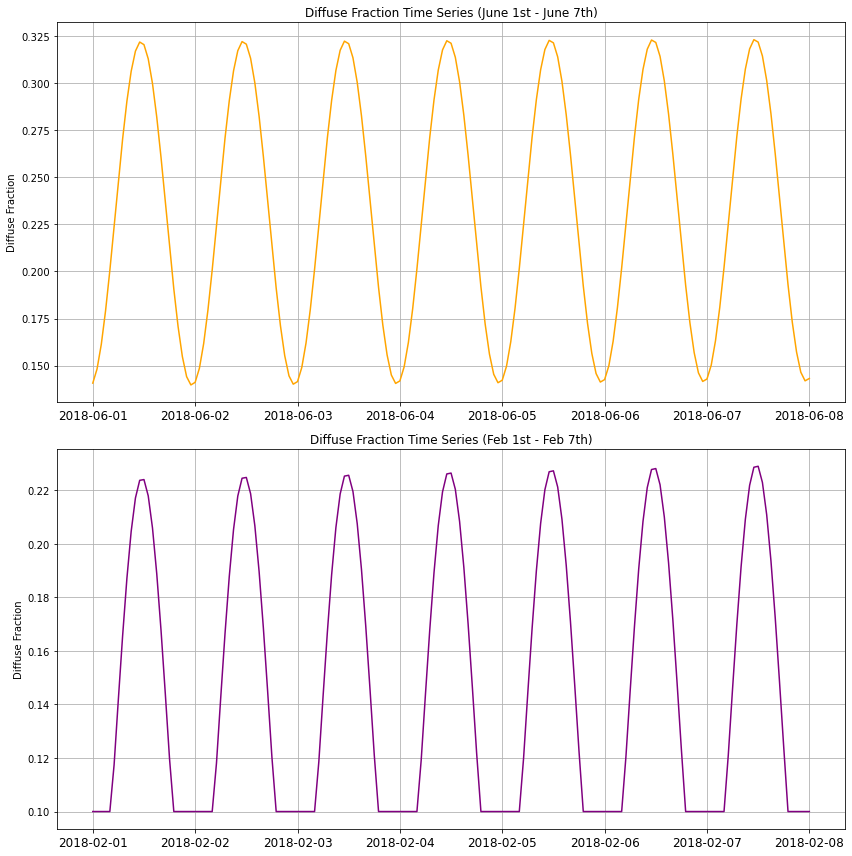 Diffuse Fraction Time Series (June 1st - June 7th)
Diffuse Fraction
0.325
0.300
0.275
0.250
0.225
0.200
0.175
0.150
2018-06-01 2018-06-02 2018-06-03 2018-06-04 2018-06-05 2018-06-06 2018-06-07 2018-06-08
Diffuse Fraction Time Series (Feb 1st - Feb 7th)
Diffuse Fraction
0.22
0.20
0.18
0.16
0.14
0.12
0.10
2018-02-01 2018-02-02 2018-02-03 2018-02-04 2018-02-05 2018-02-06 2018-02-07 2018-02-08